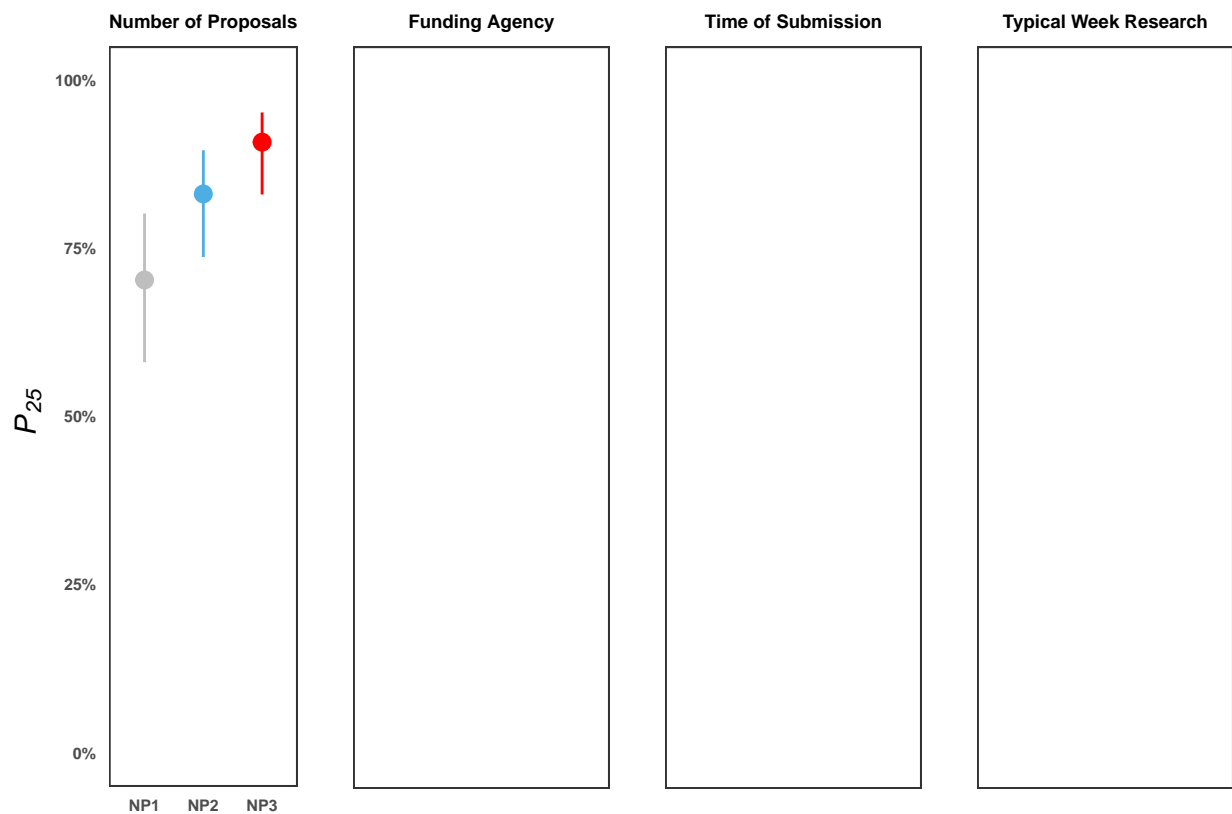 Number of Proposals
Funding Agency
Time of Submission
Typical Week Research
100%
75%
50%
25%
0%
P25
NP1 NP2 NP3